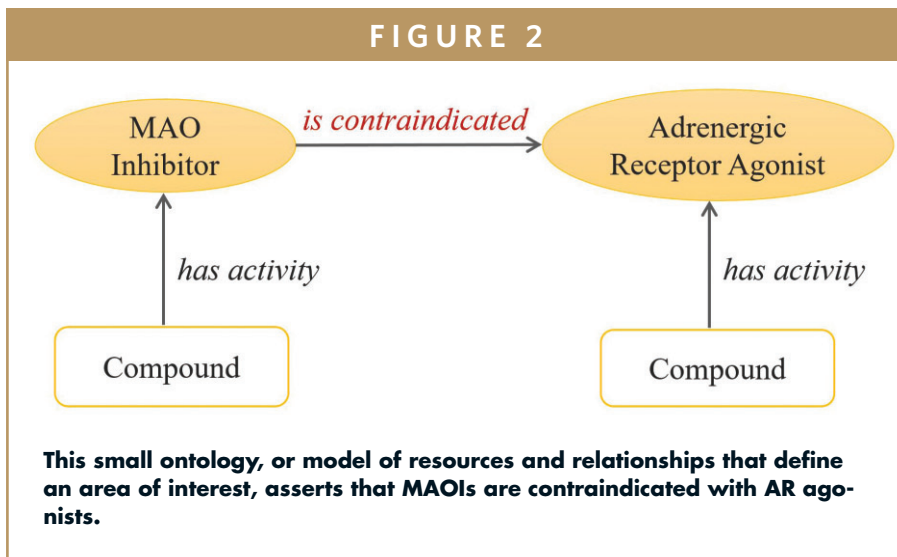 FIGURE 2
MAO
Inhibitor
is contraindicated
Adrenergic
Receptor Agonist
has activity
has activity
Compound
Compound
This small ontology, or model of resources and relationships that define
an area of interest, asserts that MAOIs are contraindicated with AR ago-
nists.